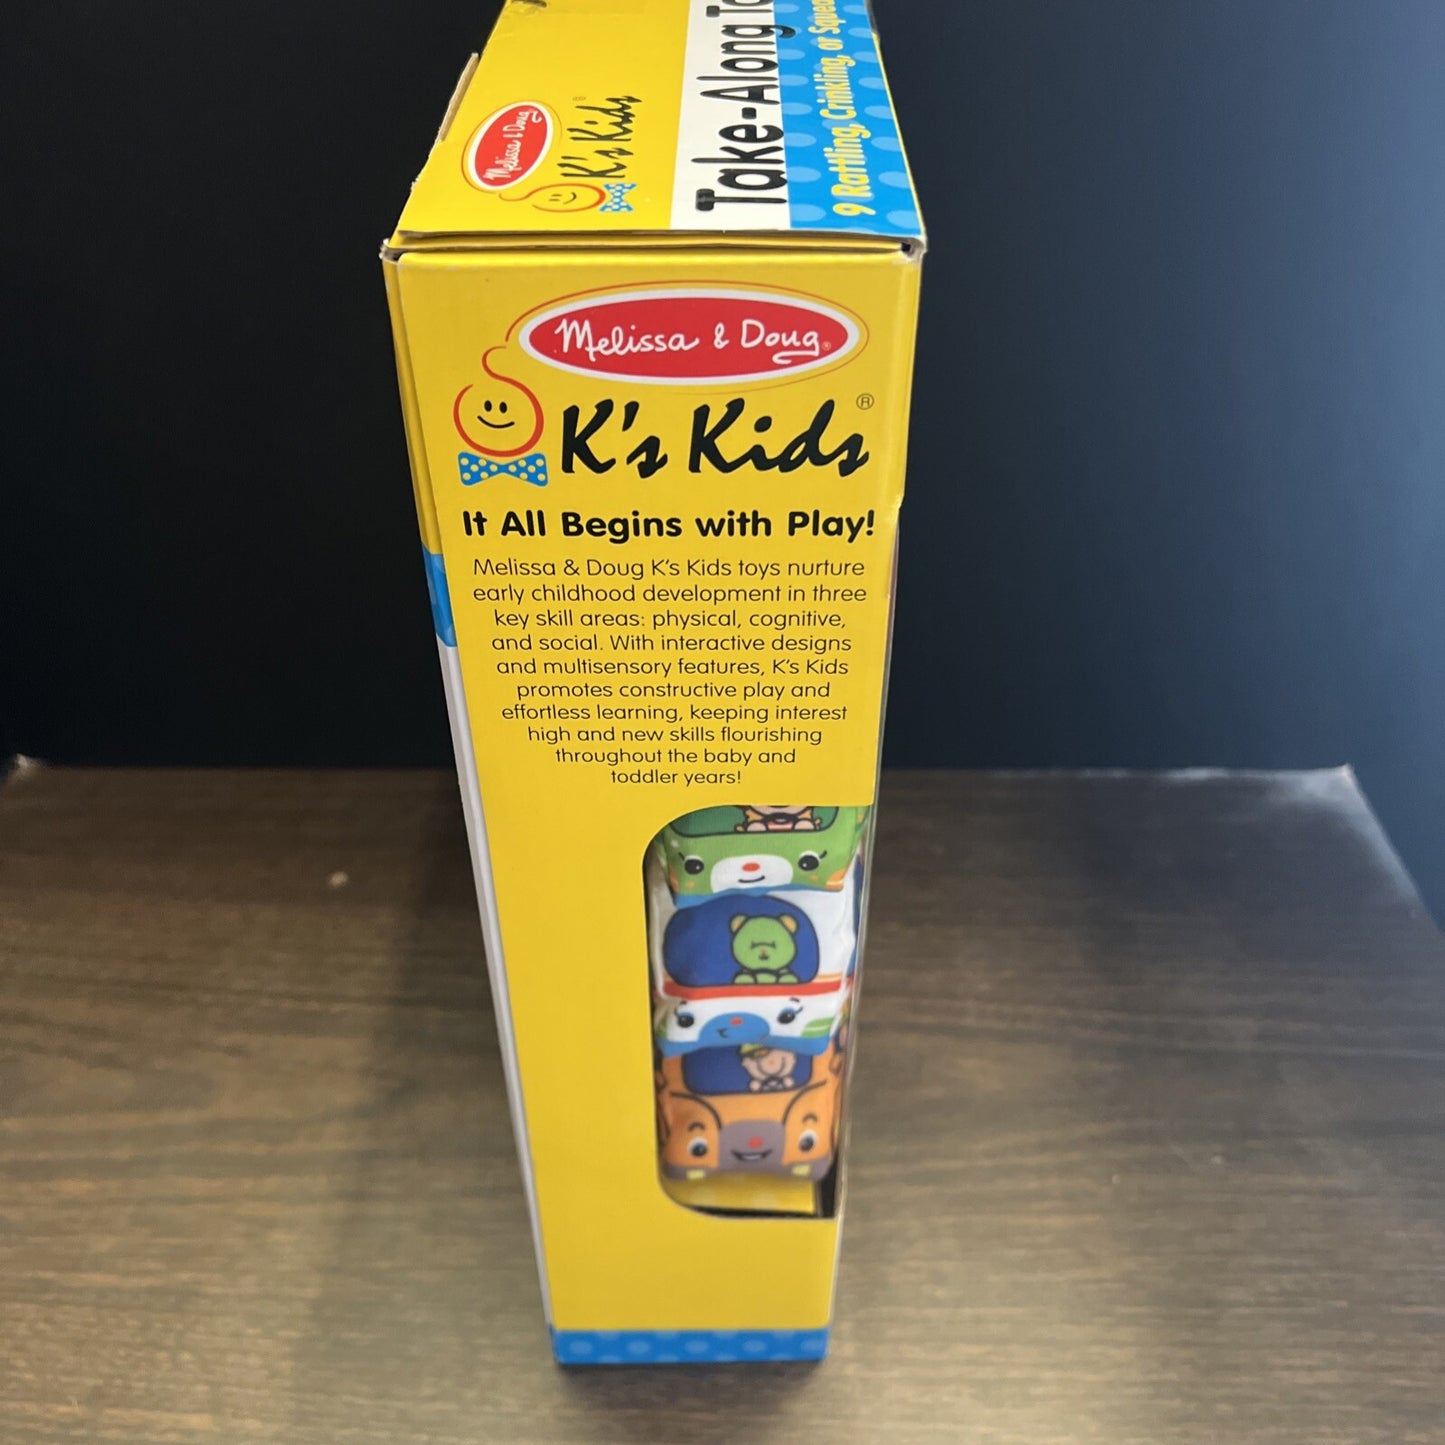 Melissa & Doug
K's Kids®
Take-Along
9 Rattling, Crinkling, or
Melissa & Doug®
K's Kids®
It All Begins with Play!
Melissa & Doug K's Kids toys nurture
early childhood development in three
key skill areas: physical, cognitive,
and social. With interactive designs
and multisensory features, K's Kids
promotes constructive play and
effortless learning, keeping interest
high and new skills flourishing
throughout the baby and
toddler years!